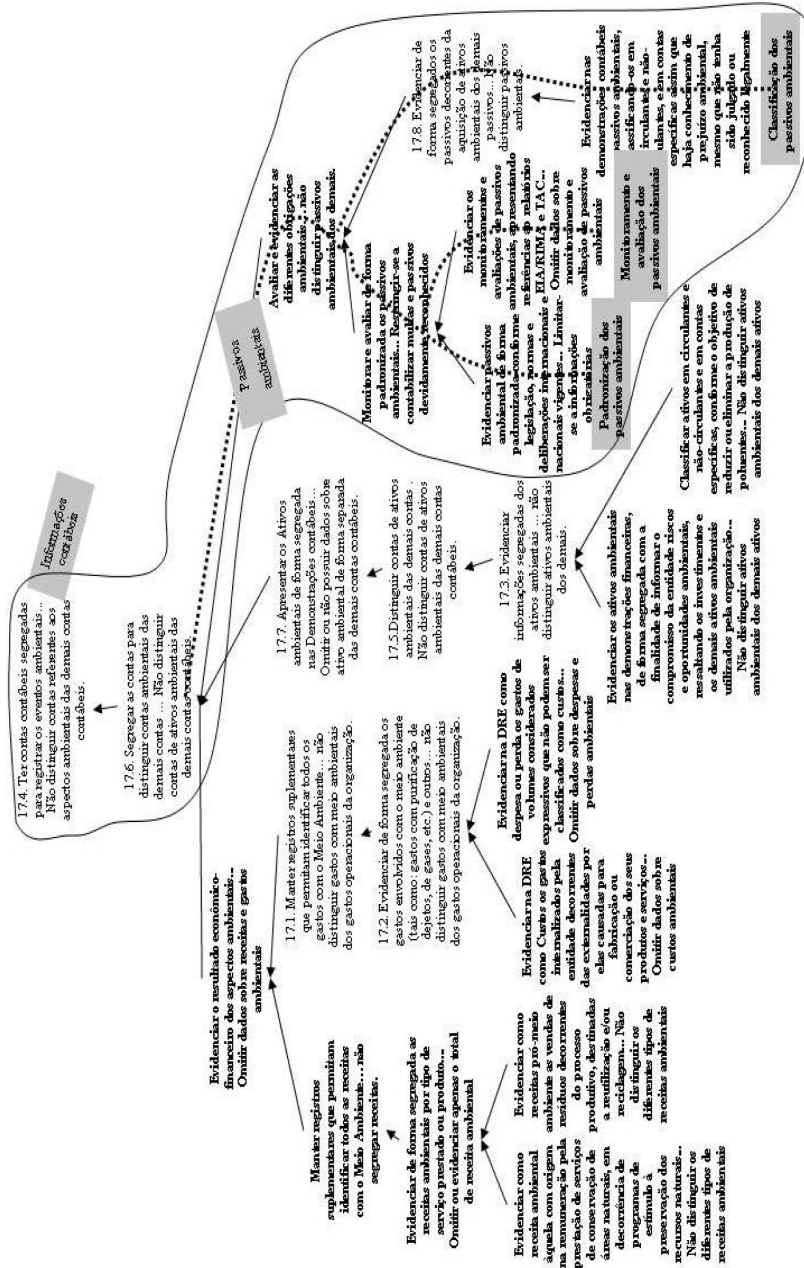 Informações
contábeis
17.4. Ter contas contábeis segregadas
para registrar os eventos ambientais...
Não distinguir contas referentes aos
aspectos ambientais das demais contas
contábeis.
17.6. Segregar as contas para
distinguir contas ambientais das
demais contas ... Não distinguir
contas de ativos ambientais das
demais contas contábeis.
Passivos
ambientais
Evidenciar o resultado econômico-
financeiro dos aspectos ambientais...
Omitir dados sobre receitas e gastos
ambientais
Manter registros
suplementares que permitam
identificar todos as receitas
com o Meio Ambiente...não
segregar receitas.
Evidenciar de forma segregada as
receitas ambientais por tipo de
serviço prestado ou produto...
Omitir ou evidenciar apenas o total
de receita ambiental
Evidenciar como
receita ambiental
àquela com origem
na remuneração pela
prestação de serviços
de conservação de
áreas naturais, em
decorrência de
programas de
estímulo à
preservação dos
recursos naturais...
Não distinguir os
diferentes tipos de
receitas ambientais
Evidenciar como
receitas pró-meio
ambiente as vendas de
resíduos decorrentes
do processo
produtivo, destinadas
a reutilização e/ou
reciclagem... Não
distinguir os
diferentes tipos de
receitas ambientais
17.1. Manter registros suplementares
que permitam identificar todos os
gastos com o Meio Ambiente... não
distinguir gastos com meio ambientais
dos gastos operacionais da organização.
17.2. Evidenciar de forma segregada os
gastos envolvidos com o meio ambiente
(tais como: gastos com purificação de
dejetos, de gases, etc.) e outros... não
distinguir gastos com meio ambientais
dos gastos operacionais da organização.
Evidenciar na DRE
como Custos os gastos
internalizados pela
entidade decorrentes
das externalidades por
elas causadas para
fabricação ou
comerciação dos seus
produtos e serviços...
Omitir dados sobre
custos ambientais
Evidenciar na DRE como
despesa ou perda os gastos de
volumes considerados
expressivos que não podem ser
classificados como custos...
Omitir dados sobre despesas e
perdas ambientais
17.7. Apresentar os Ativos
ambientais de forma segregada
nas Demonstrações contábeis...
Omitir ou não possuir dados sobre
ativo ambiental de forma separada
das demais contas contábeis.
17.5.Distinguir contas de ativos
ambientais das demais contas .
Não distinguir contas de ativos
ambientais das demais contas
contábeis.
17.3. Evidenciar
informações segregadas dos
ativos ambientais ... não
distinguir ativos ambientais
dos demais.
Evidenciar os ativos ambientais
nas demonstrações financeiras,
de forma segregada com a
finalidade de informar o
compromisso da entidade riscos
e oportunidades ambientais,
ressaltando os investimentos e
os demais ativos ambientais
utilizados pela organização...
Não distinguir ativos
ambientais dos demais ativos
Classificar ativos em circulantes e
não-circulantes e em contas
específicas, conforme o objetivo de
reduzir ou eliminar a produção de
poluentes... Não distinguir ativos
ambientais dos demais ativos
Avaliar e evidenciar as
diferentes obrigações
ambientais... não
distinguir passivos
ambientais dos demais.
Monitorar e avaliar de forma
padronizada os passivos
ambientais... Restringir-se a
contabilizar multas e passivos
devidamente reconhecidos
Evidenciar passivos
ambiental de forma
padronizada conforme
legislação, normas e
deliberações internacionais e
nacionais vigentes... Limitar-
se a informações
obrigatórias
Padronização dos
passivos ambientais
Evidenciar os
monitoramentos e
avaliações de passivos
ambientais, apresentando
referências ao relatórios
EIA/RIMA e TAC...
Omitir dados sobre
monitoramento e
avaliação de passivos
ambientais
Monitoramento e
avaliação dos
passivos ambientais
17.8. Evidenciar de
forma segregados os
passivos decorrentes da
aquisição de ativos
ambientais dos demais
passivos... Não
distinguir passivos
ambientais.
Evidenciar nas
demonstrações contábeis
passivos ambientais,
assificando-os em
irculantes e não-
ulantes, e em contas
específicas assim que
haja conhecimento de
prejuízo ambiental,
mesmo que não tenha
sido julgado ou
reconhecido legalmente
Classificação dos
passivos ambientais